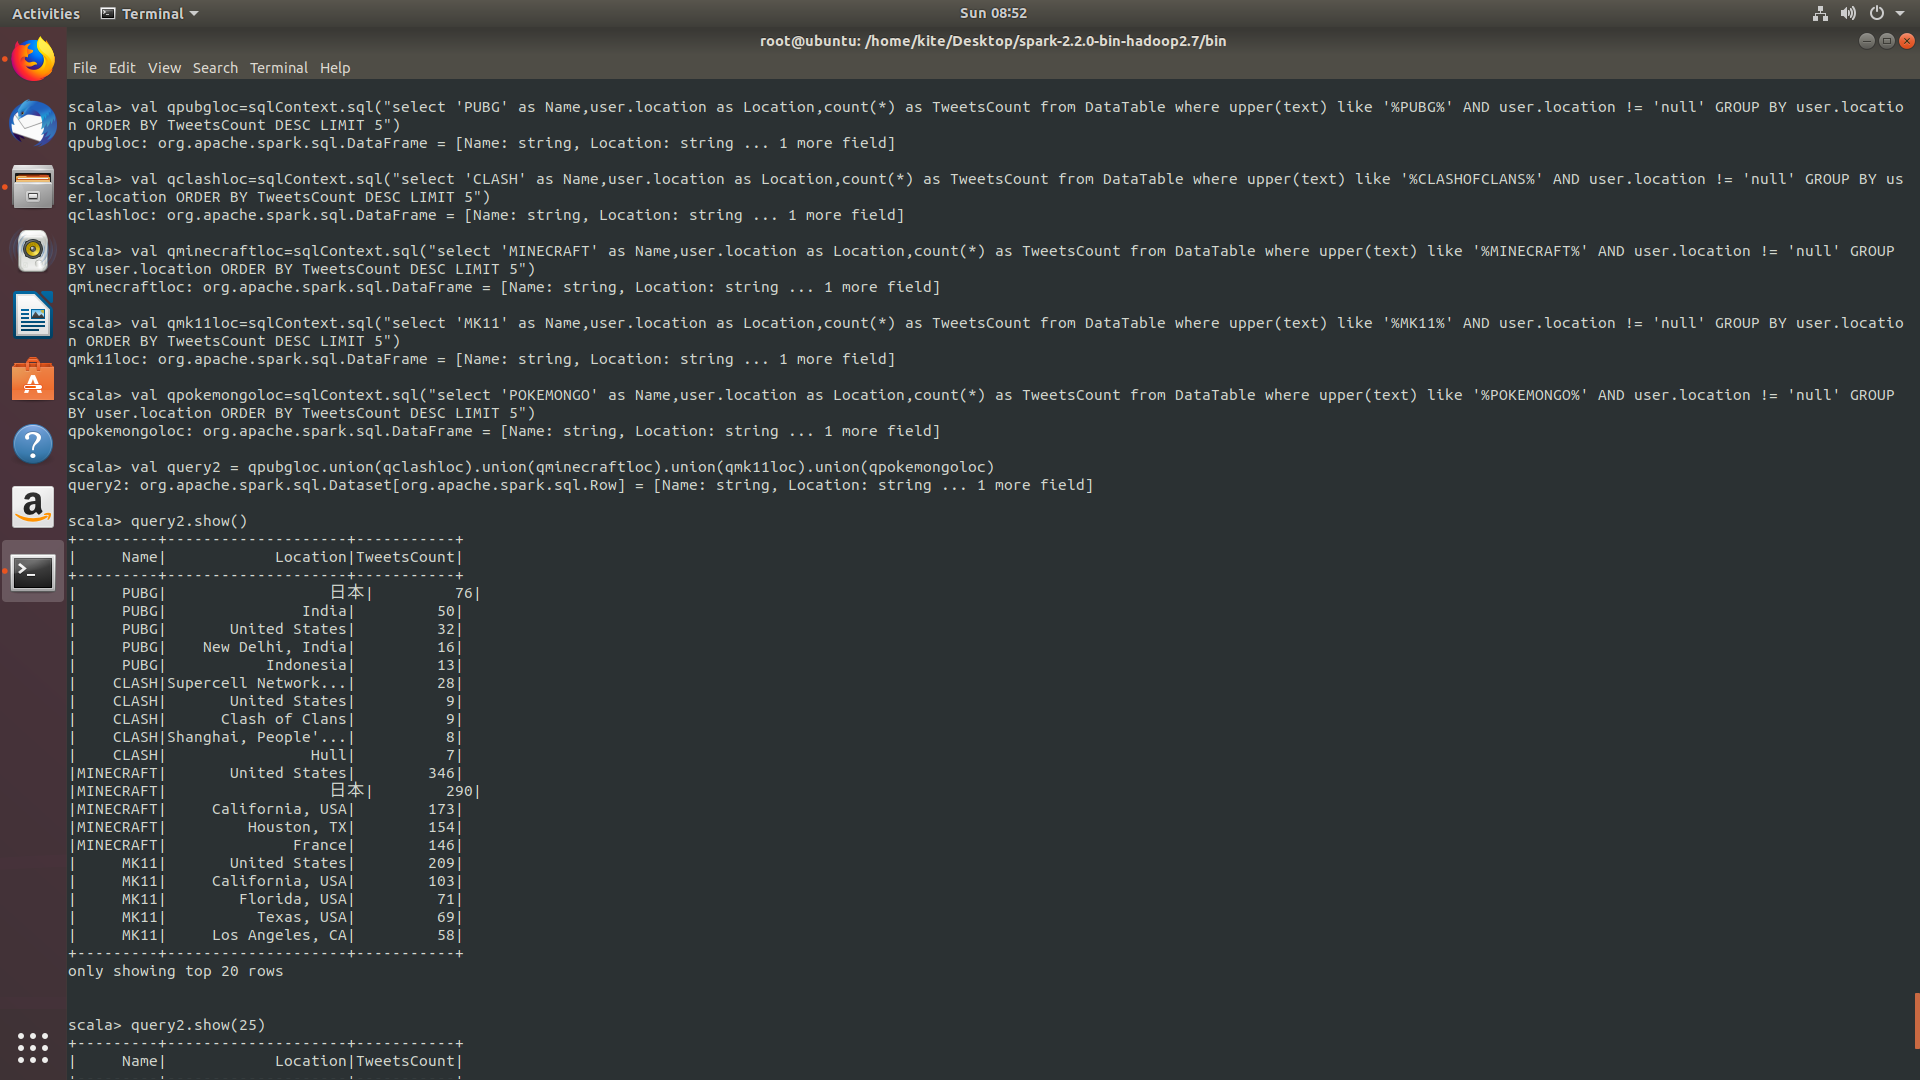 Activities Terminal Sun 08:52
root@ubuntu: /home/kite/Desktop/spark-2.2.0-bin-hadoop2.7/bin
File Edit View Search Terminal Help
scala> val qpubgloc=sqlContext.sql("select 'PUBG' as Name,user.location as Location,count(*) as TweetsCount from DataTable where upper(text) like '%PUBG%' AND user.location != 'null' GROUP BY user.locatio
n ORDER BY TweetsCount DESC LIMIT 5")
qpubgloc: org.apache.spark.sql.DataFrame = [Name: string, Location: string ... 1 more field]
scala> val qclashloc=sqlContext.sql("select 'CLASH' as Name,user.location as Location,count(*) as TweetsCount from DataTable where upper(text) like '%CLASHOFCLANS%' AND user.location != 'null' GROUP BY us
er.location ORDER BY TweetsCount DESC LIMIT 5")
qclashloc: org.apache.spark.sql.DataFrame = [Name: string, Location: string ... 1 more field]
scala> val qminecraftloc=sqlContext.sql("select 'MINECRAFT' as Name,user.location as Location,count(*) as TweetsCount from DataTable where upper(text) like '%MINECRAFT%' AND user.location != 'null' GROUP
BY user.location ORDER BY TweetsCount DESC LIMIT 5")
qminecraftloc: org.apache.spark.sql.DataFrame = [Name: string, Location: string ... 1 more field]
scala> val qmk11loc=sqlContext.sql("select 'MK11' as Name,user.location as Location,count(*) as TweetsCount from DataTable where upper(text) like '%MK11%' AND user.location != 'null' GROUP BY user.locatio
n ORDER BY TweetsCount DESC LIMIT 5")
qmk11loc: org.apache.spark.sql.DataFrame = [Name: string, Location: string ... 1 more field]
scala> val qpokemongoloc=sqlContext.sql("select 'POKEMONGO' as Name,user.location as Location,count(*) as TweetsCount from DataTable where upper(text) like '%POKEMONGO%' AND user.location != 'null' GROUP
BY user.location ORDER BY TweetsCount DESC LIMIT 5")
qpokemongoloc: org.apache.spark.sql.DataFrame = [Name: string, Location: string ... 1 more field]
scala> val query2 = qpubgloc.union(qclashloc).union(qminecraftloc).union(qmk11loc).union(qpokemongoloc)
query2: org.apache.spark.sql.Dataset[org.apache.spark.sql.Row] = [Name: string, Location: string ... 1 more field]
scala> query2.show()
+---------+--------------------+-----------+
|     Name|            Location|TweetsCount|
+---------+--------------------+-----------+
|     PUBG|                  日本|         76|
|     PUBG|               India|         50|
|     PUBG|       United States|         32|
|     PUBG|    New Delhi, India|         16|
|     PUBG|           Indonesia|         13|
|    CLASH|Supercell Network...|         28|
|    CLASH|       United States|          9|
|    CLASH|      Clash of Clans|          9|
|    CLASH|Shanghai, People'...|          8|
|    CLASH|                Hull|          7|
|MINECRAFT|       United States|        346|
|MINECRAFT|                  日本|        290|
|MINECRAFT|     California, USA|        173|
|MINECRAFT|         Houston, TX|        154|
|MINECRAFT|              France|        146|
|     MK11|       United States|        209|
|     MK11|     California, USA|        103|
|     MK11|        Florida, USA|         71|
|     MK11|          Texas, USA|         69|
|     MK11|     Los Angeles, CA|         58|
+---------+--------------------+-----------+
only showing top 20 rows
scala> query2.show(25)
+---------+--------------------+-----------+
|     Name|            Location|TweetsCount|